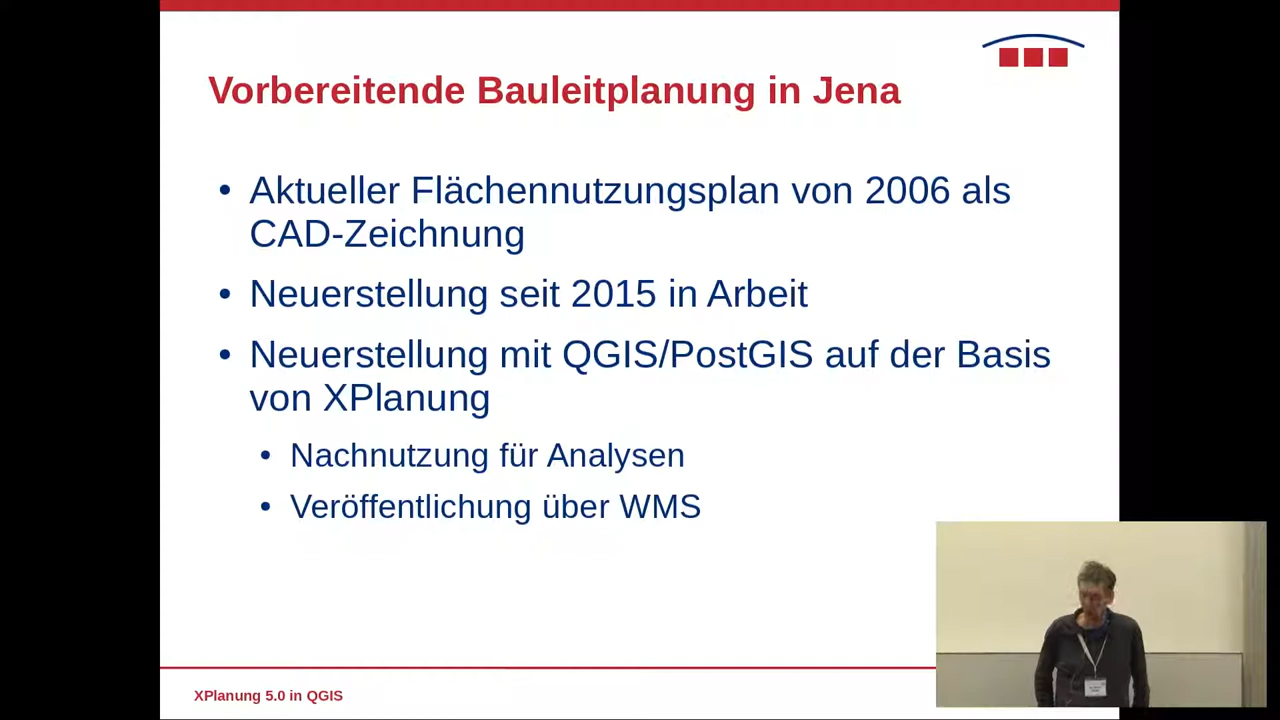 Vorbereitende Bauleitplanung in Jena
• Aktueller Flächennutzungsplan von 2006 als
CAD-Zeichnung
• Neuerstellung seit 2015 in Arbeit
• Neuerstellung mit QGIS/PostGIS auf der Basis
von XPlanung
• Nachnutzung für Analysen
• Veröffentlichung über WMS
XPlanung 5.0 in QGIS